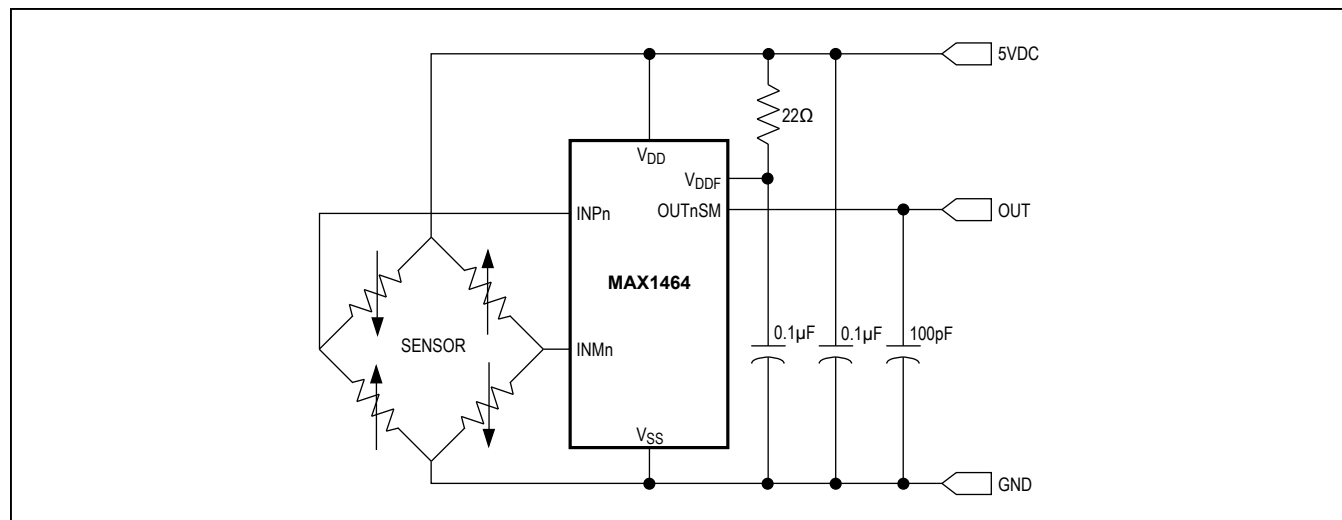 5VDC
22Ω
VDD
VDDF
INPn
OUTnSM
OUT
MAX1464
SENSOR
INMn
0.1µF
0.1µF
100pF
VSS
GND